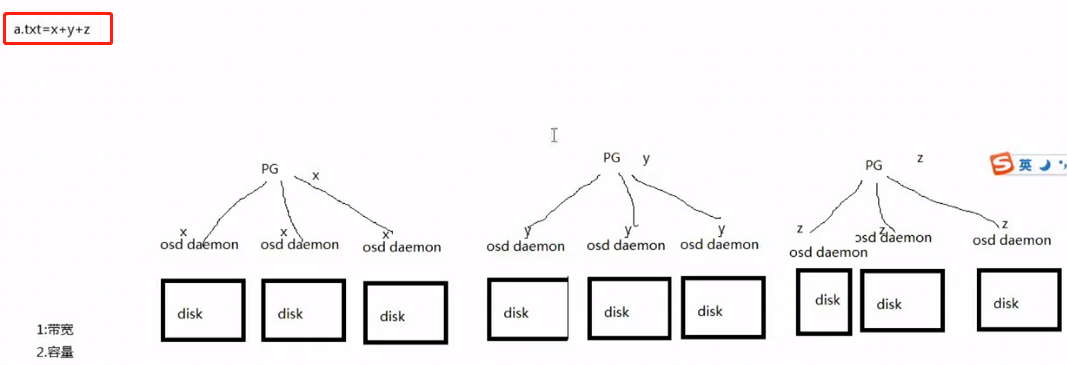 a.txt=x+y+z
PG x
PG y
PG z
x x x
osd daemon osd daemon osd daemon
y y y
osd daemon osd daemon osd daemon
z z z
osd daemon osd daemon osd daemon
disk disk disk
disk disk disk
disk disk disk
1:带宽
2.容量
S 英